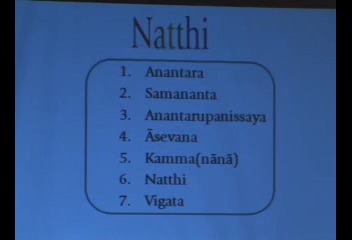 Natthi
1. Anantara
2. Samananta
3. Anantarupanissaya
4. Āsevana
5. Kamma(nānā)
6. Natthi
7. Vigata